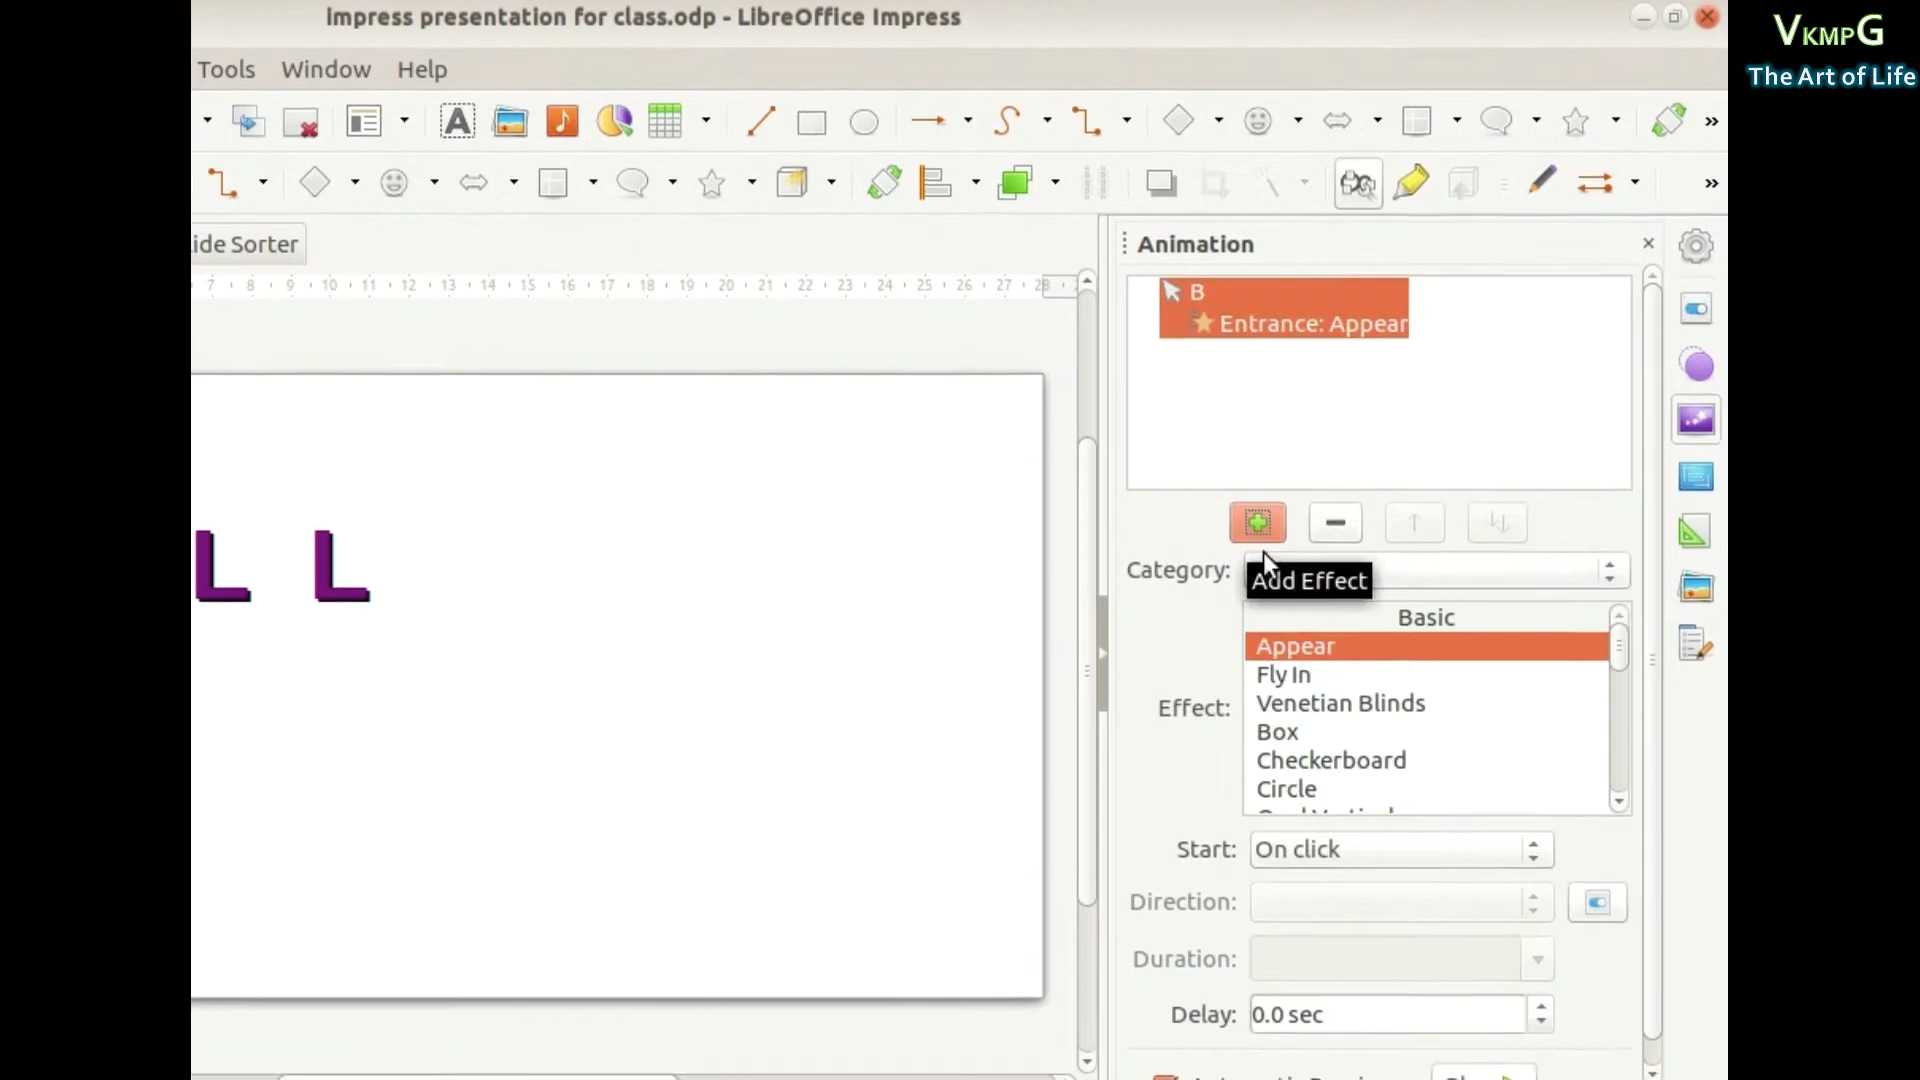 Impress presentation for class.odp - LibreOffice Impress
VKMPG
The Art of Life
Tools Window Help
ide Sorter
7 8 9 10 11 12 13 14 15 16 17 18 19 20 21 22 23 24 25 26 27 28
Animation
B
Entrance: Appear
L L
Category:
Add Effect
Basic
Appear
Fly In
Venetian Blinds
Effect:
Box
Checkerboard
Circle
Start: On click
Direction:
Duration:
Delay: 0.0 sec